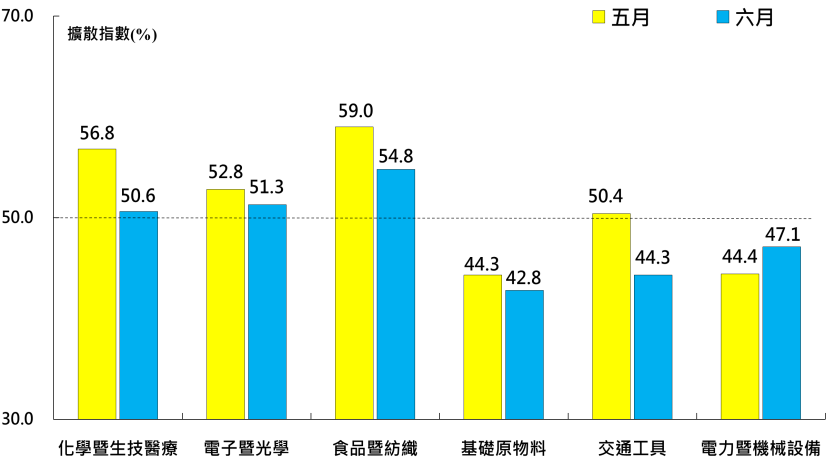 70.0
擴散指數(%)
五月
六月
56.8
50.6
52.8
51.3
59.0
54.8
44.3
42.8
50.4
44.3
44.4
47.1
50.0
30.0
化學暨生技醫療
電子暨光學
食品暨紡織
基礎原物料
交通工具
電力暨機械設備